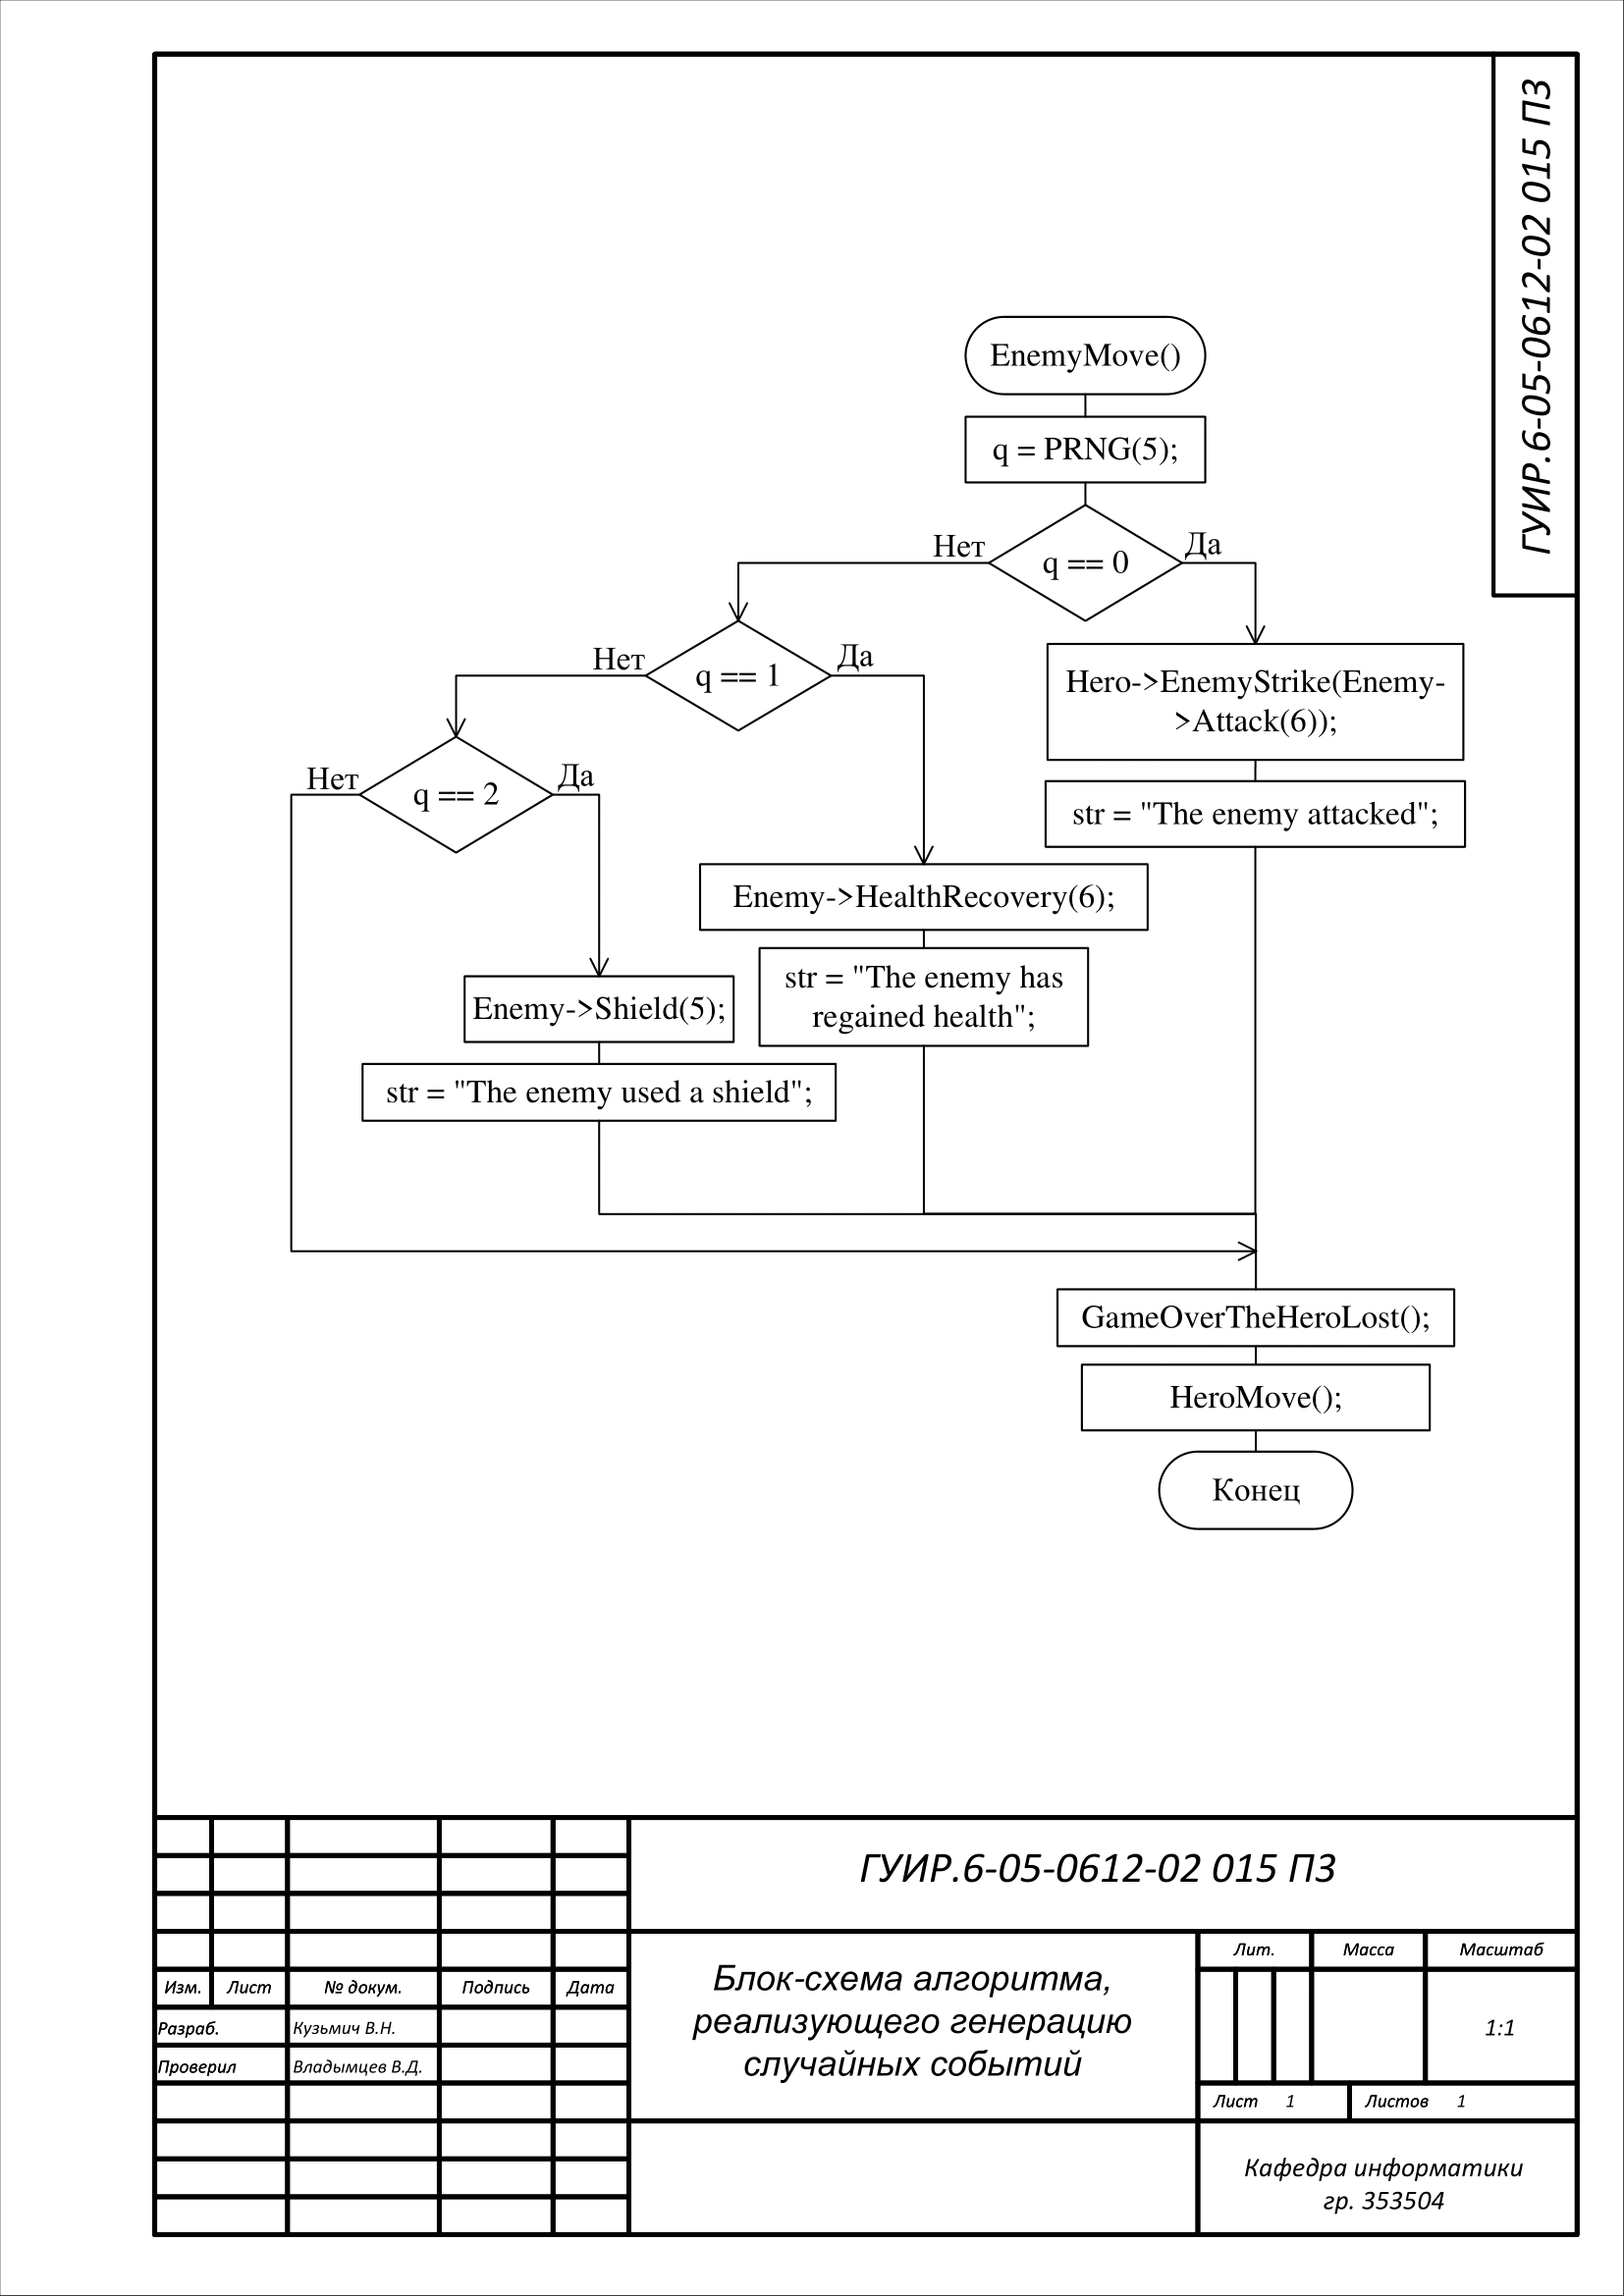 ГУИР.6-05-0612-02 015 ПЗ
EnemyMove()
q = PRNG(5);
q == 0
Нет
Да
q == 1
Нет
Да
Hero->EnemyStrike(Enemy-
>Attack(6));
q == 2
Нет
Да
str = "The enemy attacked";
Enemy->HealthRecovery(6);
str = "The enemy has
regained health";
Enemy->Shield(5);
str = "The enemy used a shield";
GameOverTheHeroLost();
HeroMove();
Конец
ГУИР.6-05-0612-02 015 ПЗ
Изм. Лист № докум. Подпись Дата
Разраб. Кузьмич В.Н.
Проверил Владымцев В.Д.
Блок-схема алгоритма,
реализующего генерацию
случайных событий
Лит. Масса Масштаб
1:1
Лист 1 Листов 1
Кафедра информатики
гр. 353504